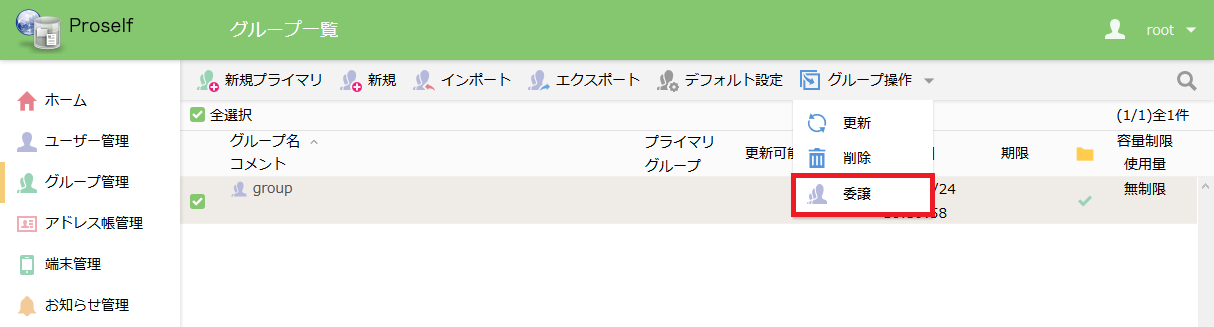 Proself
グループ一覧
root
新規プライマリ 新規 インポート エクスポート デフォルト設定 グループ操作
ホーム
ユーザー管理
グループ管理
アドレス帳管理
端末管理
お知らせ管理
全選択
(1/1)全1件
グループ名
コメント
プライマリ
グループ
更新可能
期限
容量制限
使用量
更新
削除
委譲
group
/24
:58
無制限